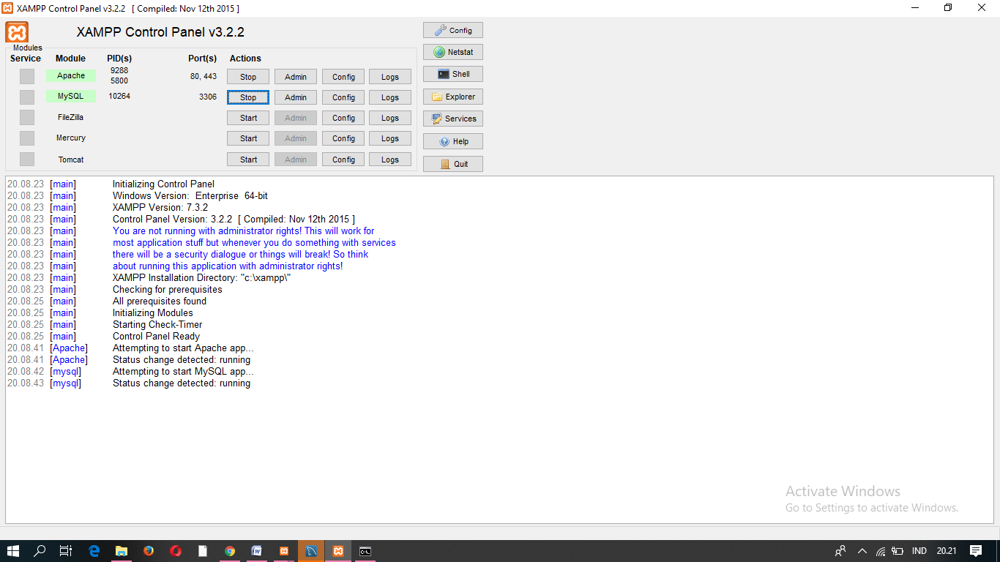 XAMPP Control Panel v3.2.2 [ Compiled: Nov 12th 2015 ]
XAMPP Control Panel v3.2.2
Modules
Service Module PID(s) Port(s) Actions
Apache 9288 5800 80, 443 Stop Admin Config Logs
MySQL 10264 3306 Stop Admin Config Logs
FileZilla Start Admin Config Logs
Mercury Start Admin Config Logs
Tomcat Start Admin Config Logs
Config
Netstat
Shell
Explorer
Services
Help
Quit
20.08.23 [main] Initializing Control Panel
20.08.23 [main] Windows Version: Enterprise 64-bit
20.08.23 [main] XAMPP Version: 7.3.2
20.08.23 [main] Control Panel Version: 3.2.2 [ Compiled: Nov 12th 2015 ]
20.08.23 [main] You are not running with administrator rights! This will work for
20.08.23 [main] most application stuff but whenever you do something with services
20.08.23 [main] there will be a security dialogue or things will break! So think
20.08.23 [main] about running this application with administrator rights!
20.08.23 [main] XAMPP Installation Directory: "c:\xampp\"
20.08.23 [main] Checking for prerequisites
20.08.25 [main] All prerequisites found
20.08.25 [main] Initializing Modules
20.08.25 [main] Starting Check-Timer
20.08.25 [main] Control Panel Ready
20.08.41 [Apache] Attempting to start Apache app...
20.08.41 [Apache] Status change detected: running
20.08.42 [mysql] Attempting to start MySQL app...
20.08.43 [mysql] Status change detected: running
Activate Windows
Go to Settings to activate Windows.
IND 20.21